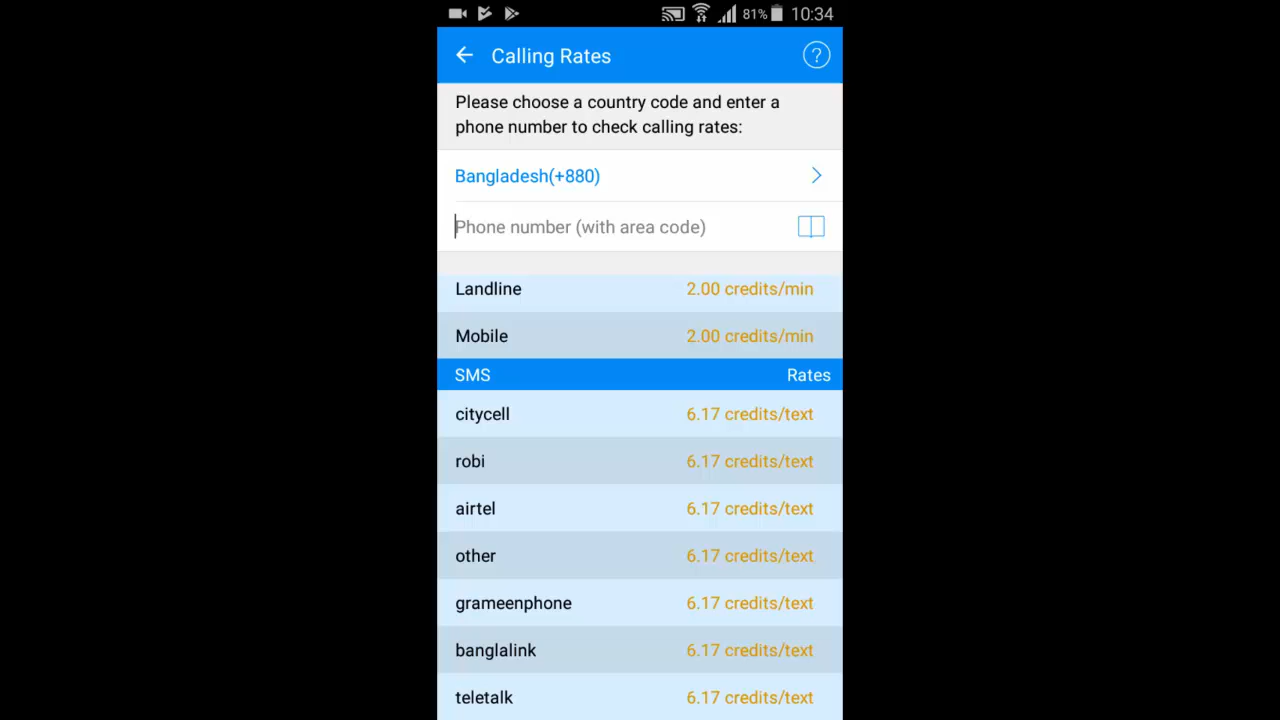 81% 10:34
Calling Rates ?
Please choose a country code and enter a
phone number to check calling rates:
Bangladesh(+880)
Phone number (with area code)
Landline 2.00 credits/min
Mobile 2.00 credits/min
SMS Rates
citycell 6.17 credits/text
robi 6.17 credits/text
airtel 6.17 credits/text
other 6.17 credits/text
grameenphone 6.17 credits/text
banglalink 6.17 credits/text
teletalk 6.17 credits/text